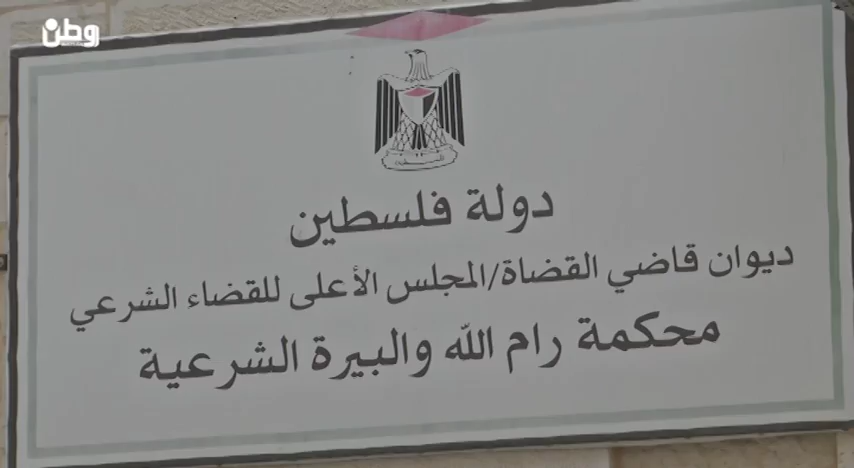 وطن
دولة فلسطين
ديوان قاضي القضاة/المجلس الأعلى للقضاء الشرعي
محكمة رام الله والبيرة الشرعية